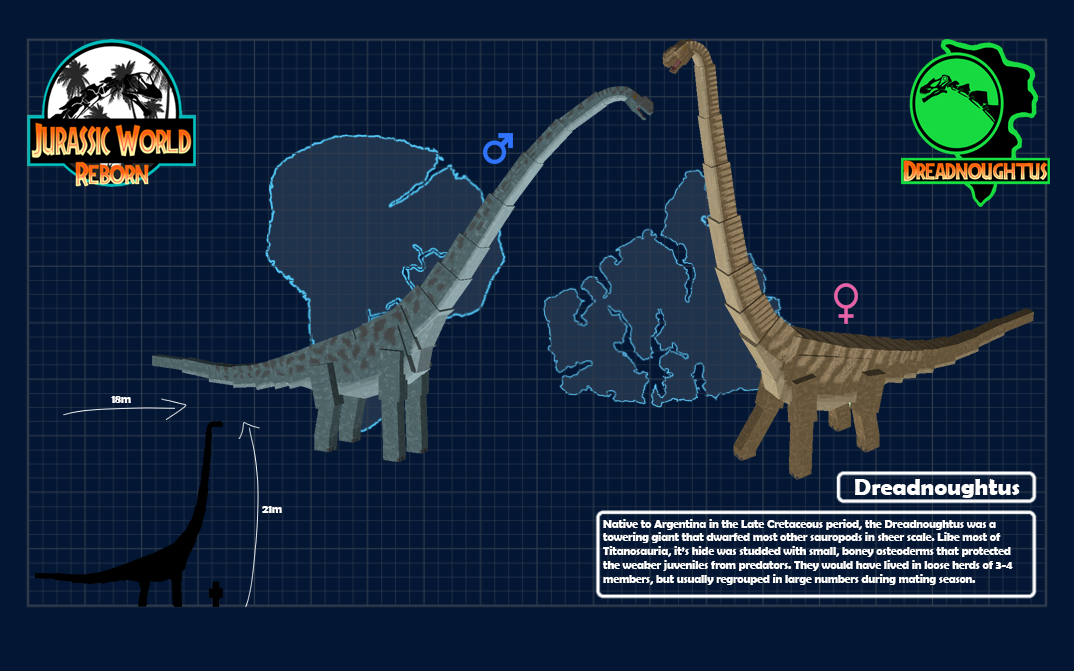 JURASSIC WORLD
REBORN
DREADNOUGHTUS
18m
21m
Dreadnoughtus
Native to Argentina in the Late Cretaceous period, the Dreadnoughtus was a
towering giant that dwarfed most other sauropods in sheer scale. Like most of
Titanosauria, it's hide was studded with small, boney osteoderms that protected
the weaker juveniles from predators. They would have lived in loose herds of 3-4
members, but usually regrouped in large numbers during mating season.